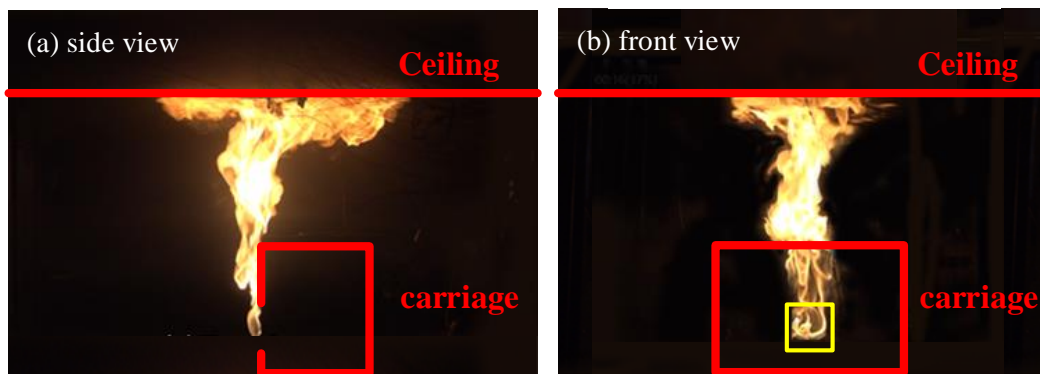 (a) side view
Ceiling
carriage
(b) front view
Ceiling
carriage